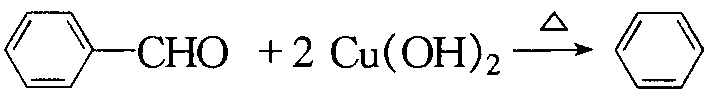 CHO + 2 Cu(OH)₂ △